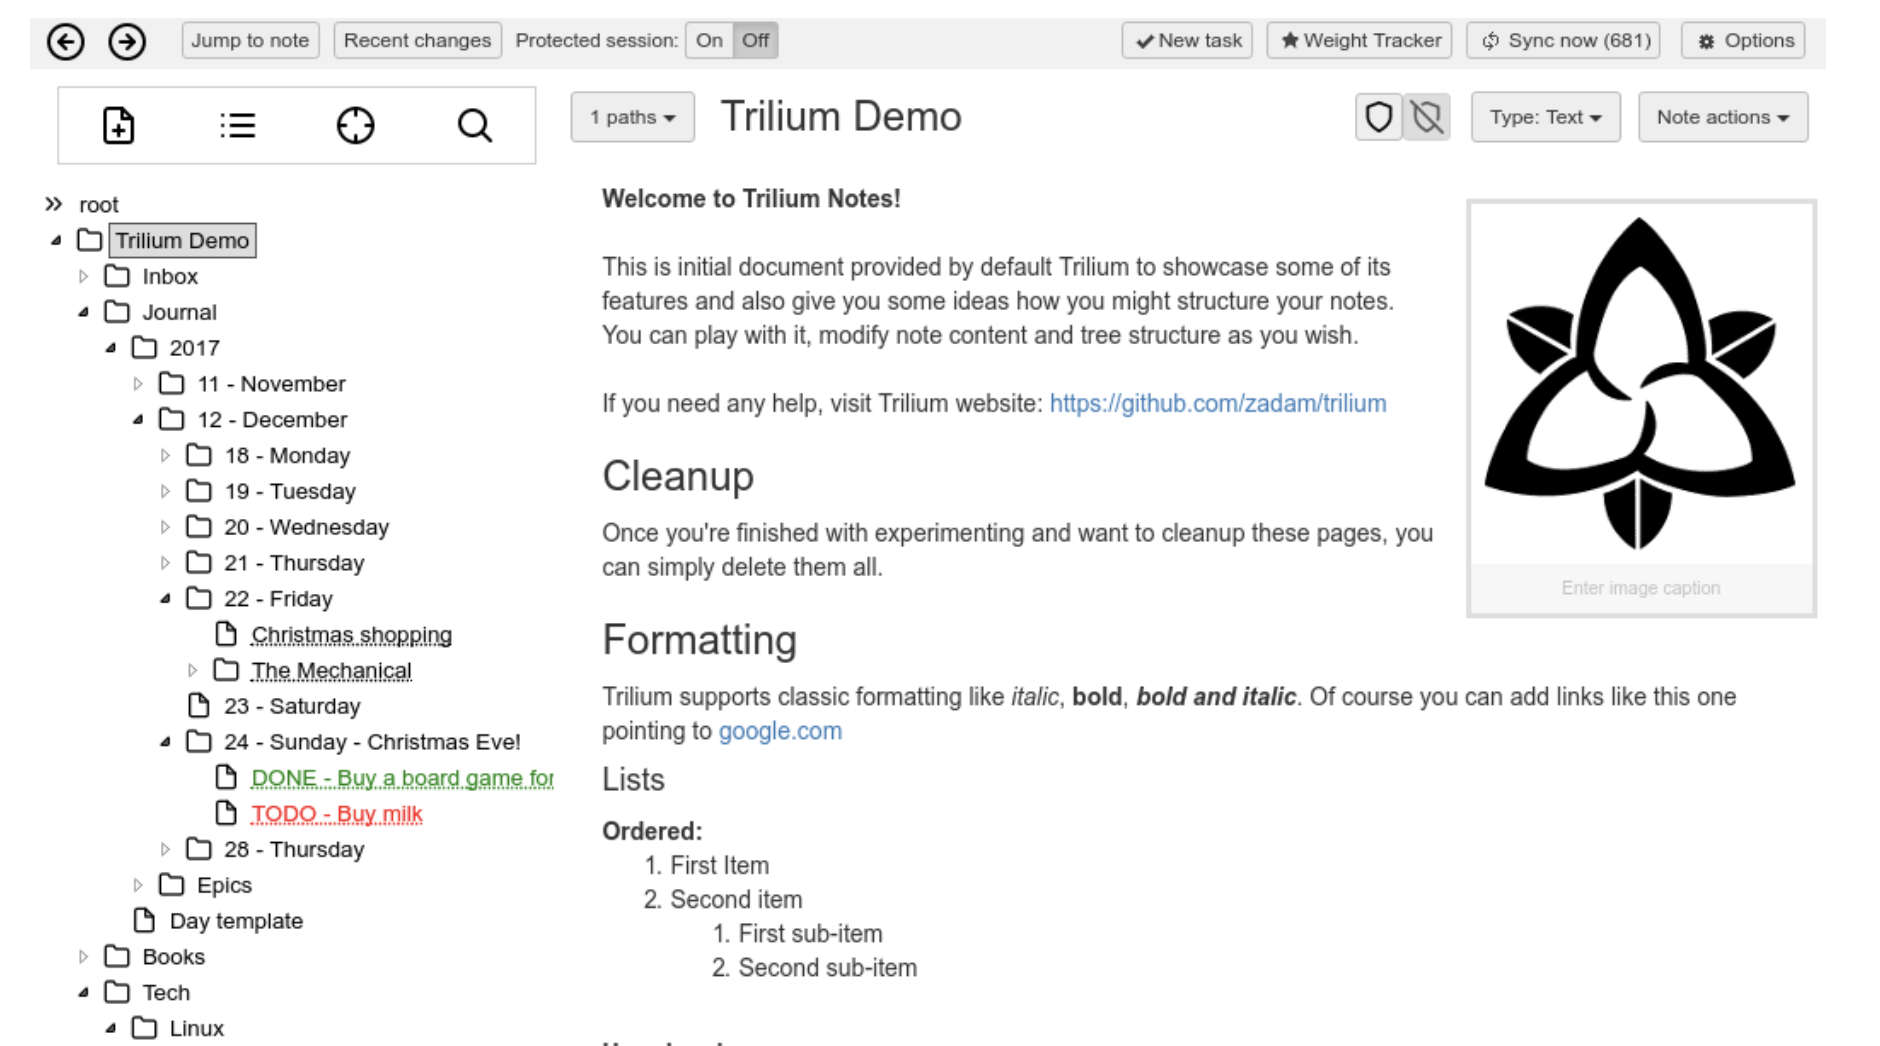 Jump to note Recent changes Protected session: On Off New task Weight Tracker Sync now (681) Options
1 paths Trilium Demo Type: Text Note actions
root
Trilium Demo
Inbox
Journal
2017
11 - November
12 - December
18 - Monday
19 - Tuesday
20 - Wednesday
21 - Thursday
22 - Friday
Christmas shopping
The Mechanical
23 - Saturday
24 - Sunday - Christmas Eve!
DONE - Buy a board game for
TODO - Buy milk
28 - Thursday
Epics
Day template
Books
Tech
Linux
Welcome to Trilium Notes!
This is initial document provided by default Trilium to showcase some of its
features and also give you some ideas how you might structure your notes.
You can play with it, modify note content and tree structure as you wish.
If you need any help, visit Trilium website: https://github.com/zadam/trilium
Cleanup
Once you're finished with experimenting and want to cleanup these pages, you
can simply delete them all.
Enter image caption
Formatting
Trilium supports classic formatting like italic, bold, bold and italic. Of course you can add links like this one
pointing to google.com
Lists
Ordered:
1. First Item
2. Second item
1. First sub-item
2. Second sub-item